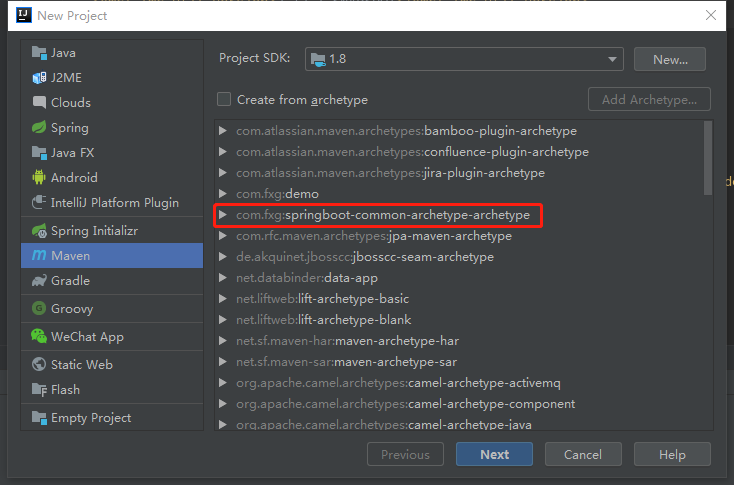 New Project
Java
J2ME
Clouds
Spring
Java FX
Android
IntelliJ Platform Plugin
Spring Initializr
Maven
Gradle
Groovy
WeChat App
Static Web
Flash
Empty Project
Project SDK:
1.8
New...
Create from archetype
Add Archetype...
com.atlassian.maven.archetypes:bamboo-plugin-archetype
com.atlassian.maven.archetypes:confluence-plugin-archetype
com.atlassian.maven.archetypes:jira-plugin-archetype
com.fxg:demo
com.fxg:springboot-common-archetype-archetype
com.rfc.maven.archetypes:jpa-maven-archetype
de.akquinet.jbosscc:jbosscc-seam-archetype
net.databinder:data-app
net.liftweb:lift-archetype-basic
net.liftweb:lift-archetype-blank
net.sf.maven-har:maven-archetype-har
net.sf.maven-sar:maven-archetype-sar
org.apache.camel.archetypes:camel-archetype-activemq
org.apache.camel.archetypes:camel-archetype-component
org.apache.camel.archetypes:camel-archetype-java
Previous
Next
Cancel
Help